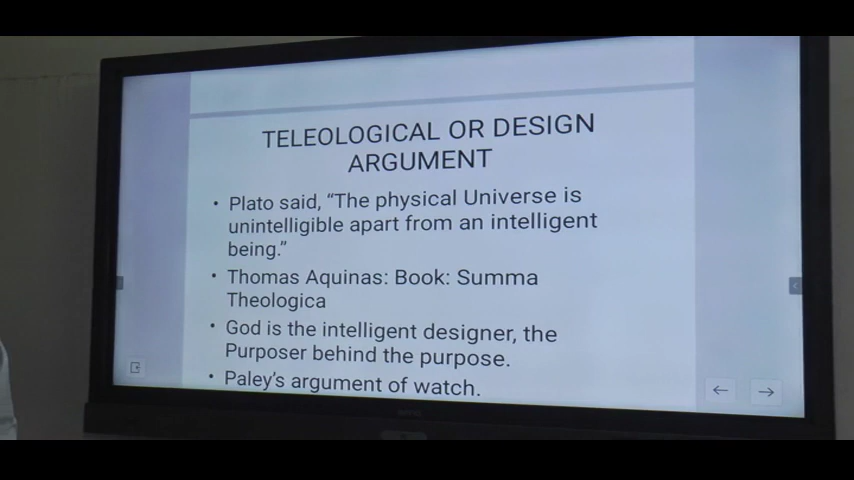 TELEOLOGICAL OR DESIGN
ARGUMENT
• Plato said, “The physical Universe is
unintelligible apart from an intelligent
being.”
• Thomas Aquinas: Book: Summa
Theologica
• God is the intelligent designer, the
Purposer behind the purpose.
• Paley’s argument of watch.